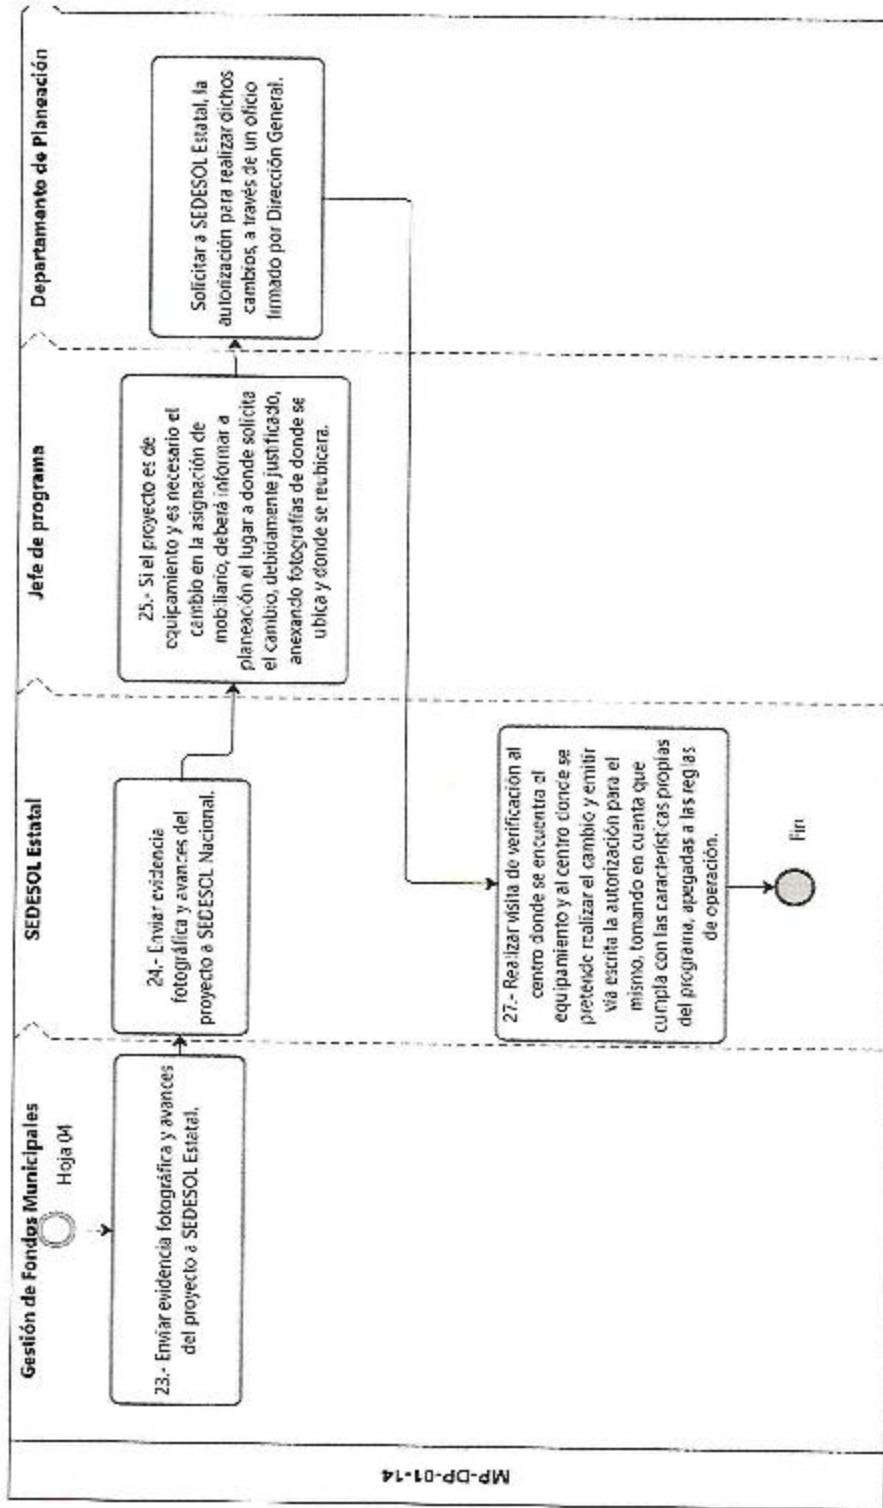 MP-DP-01-14
Gestión de Fondos Municipales
Hoja 04
23.- Enviar evidencia fotográfica y avances
del proyecto a SEDESOL Estatal.
SEDESOL Estatal
24.- Enviar evidencia
fotográfica y avances del
proyecto a SEDESOL Nacional.
Jefe de programa
25.- Si el proyecto es de
equipamiento y es necesario el
cambio en la asignación de
mobiliario, deberá informar a
planeación el lugar a donde solicita
el cambio, debidamente justificado,
anexando fotografías de donde se
ubica y donde se reubicara.
Departamento de Planeación
Solicitar a SEDESOL Estatal, la
autorización para realizar dichos
cambios, a través de un oficio
firmado por Dirección General.
27.- Realizar visita de verificación al
centro donde se encuentra el
equipamiento y al centro donde se
pretende realizar el cambio y emitir
vía escrita la autorización para el
mismo, tomando en cuenta que
cumpla con las características propias
del programa, apegadas a las reglas
de operación.
Fin